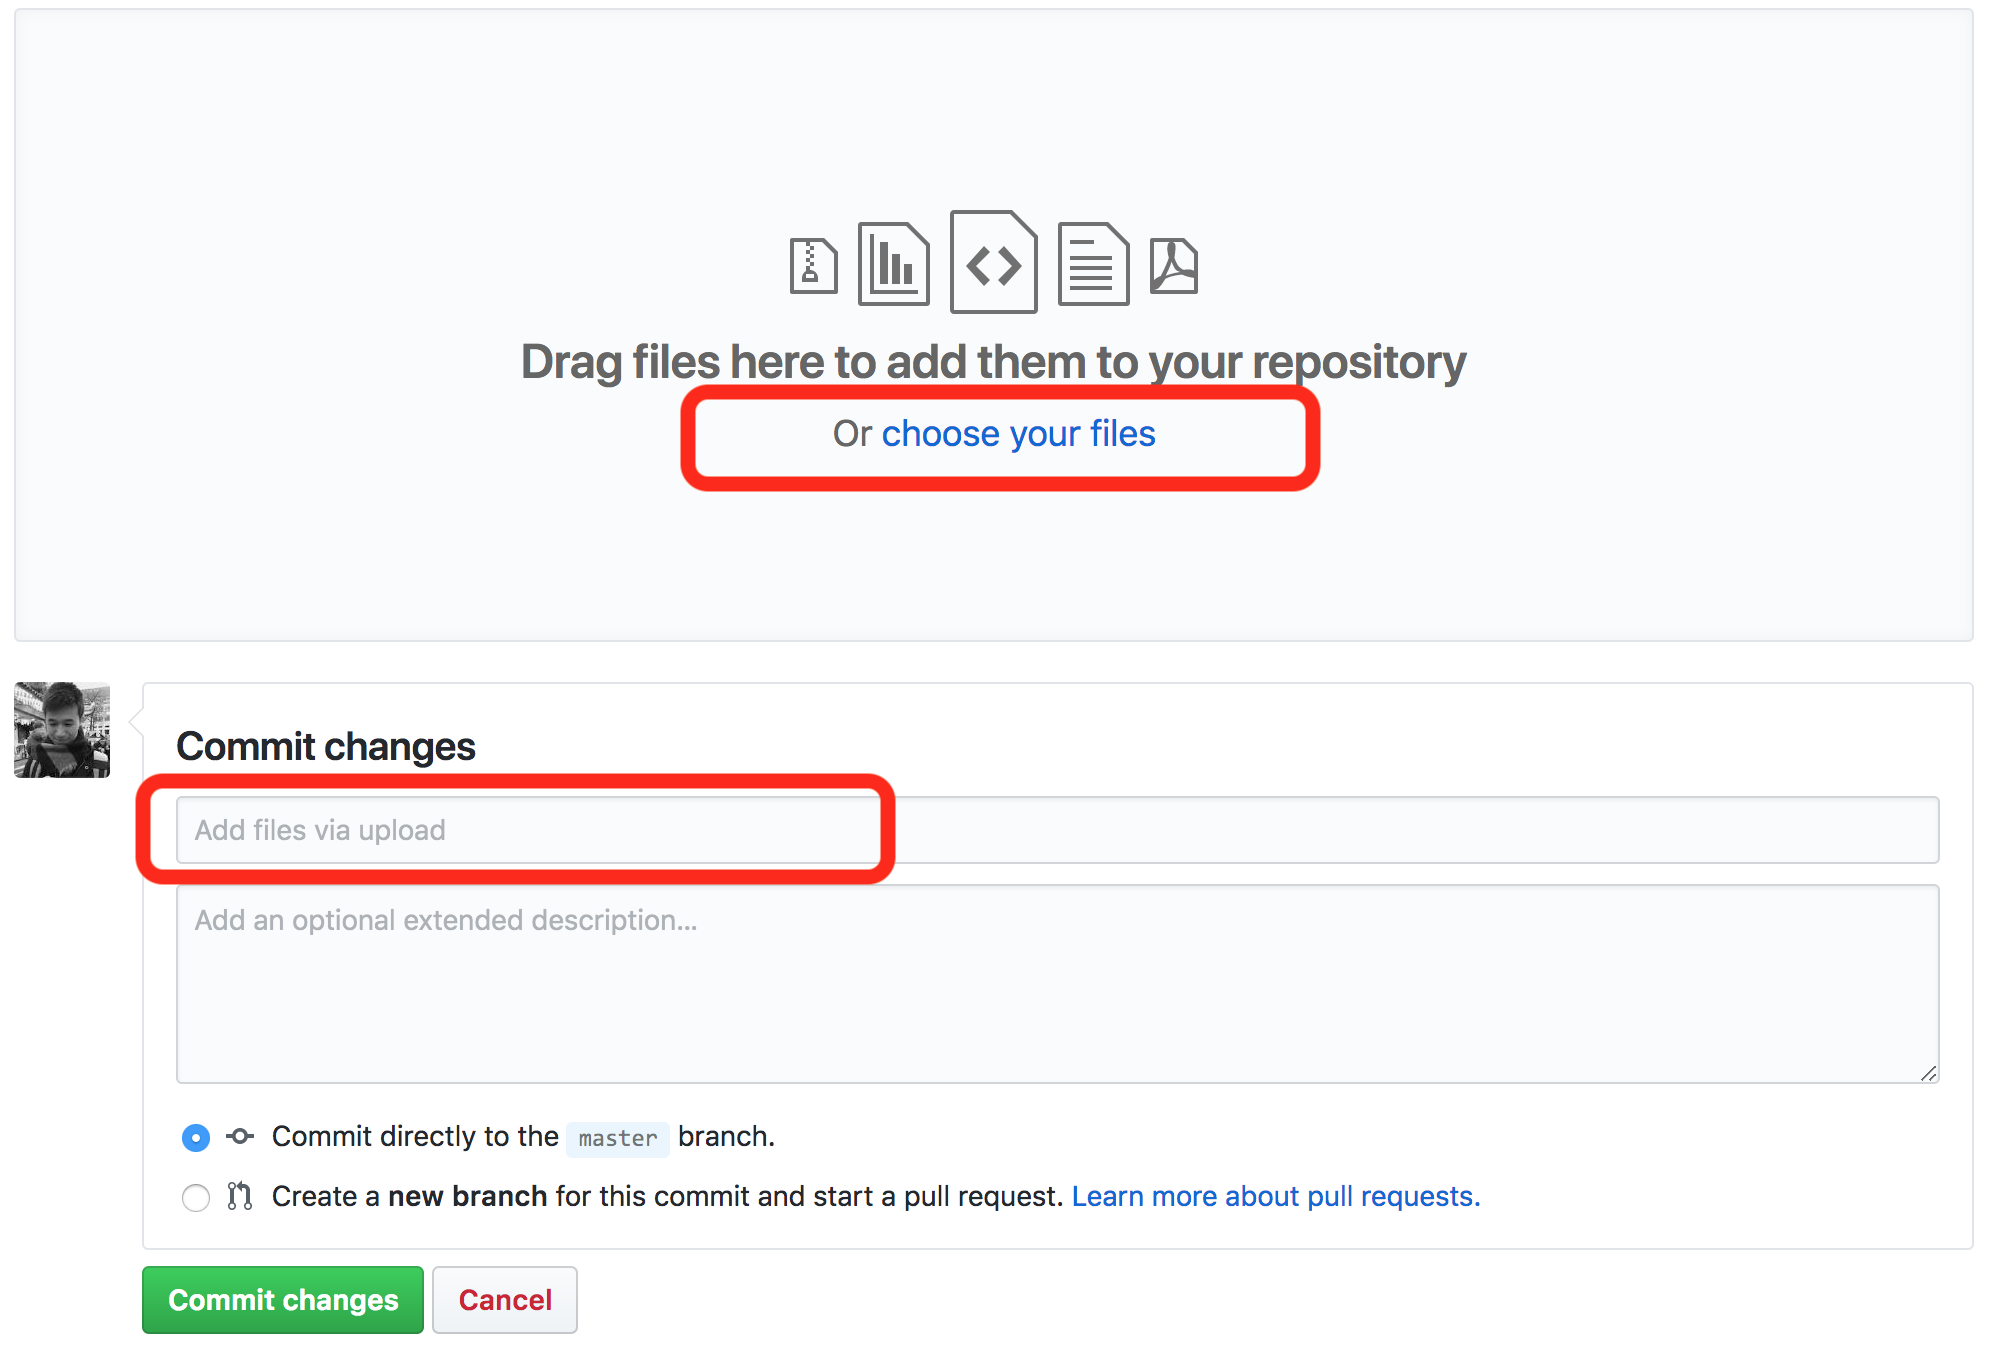 Drag files here to add them to your repository
Or choose your files
Commit changes
Add files via upload
Add an optional extended description...
Commit directly to the master branch.
Create a new branch for this commit and start a pull request. Learn more about pull requests.
Commit changes Cancel